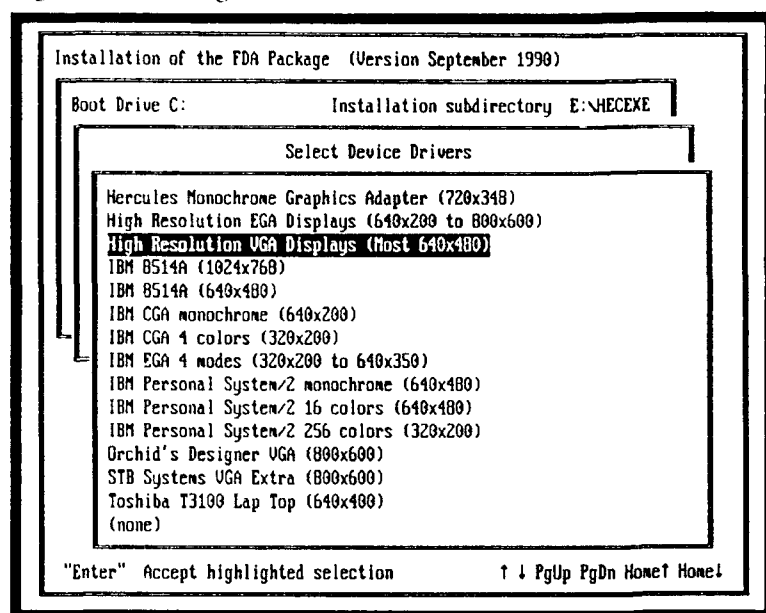 Installation of the FDA Package (Version September 1990)
Boot Drive C: Installation subdirectory E:\HECEXE
Select Device Drivers
Hercules Monochrome Graphics Adapter (720x348)
High Resolution EGA Displays (640x200 to 800x600)
High Resolution VGA Displays (Most 640x480)
IBM 8514A (1024x768)
IBM 8514A (640x480)
IBM CGA monochrome (640x200)
IBM CGA 4 colors (320x200)
IBM EGA 4 modes (320x200 to 640x350)
IBM Personal System/2 monochrome (640x480)
IBM Personal System/2 16 colors (640x480)
IBM Personal System/2 256 colors (320x200)
Orchid's Designer VGA (800x600)
STB Systems VGA Extra (800x600)
Toshiba T3100 Lap Top (640x400)
(none)
"Enter" Accept highlighted selection ↑ ↓ PgUp PgDn Home↑ Home↓